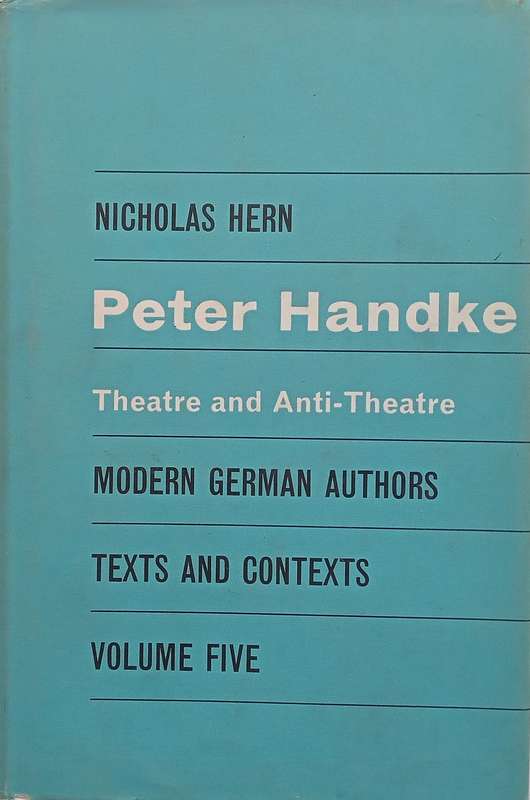 NICHOLAS HERN
Peter Handke
Theatre and Anti-Theatre
MODERN GERMAN AUTHORS
TEXTS AND CONTEXTS
VOLUME FIVE